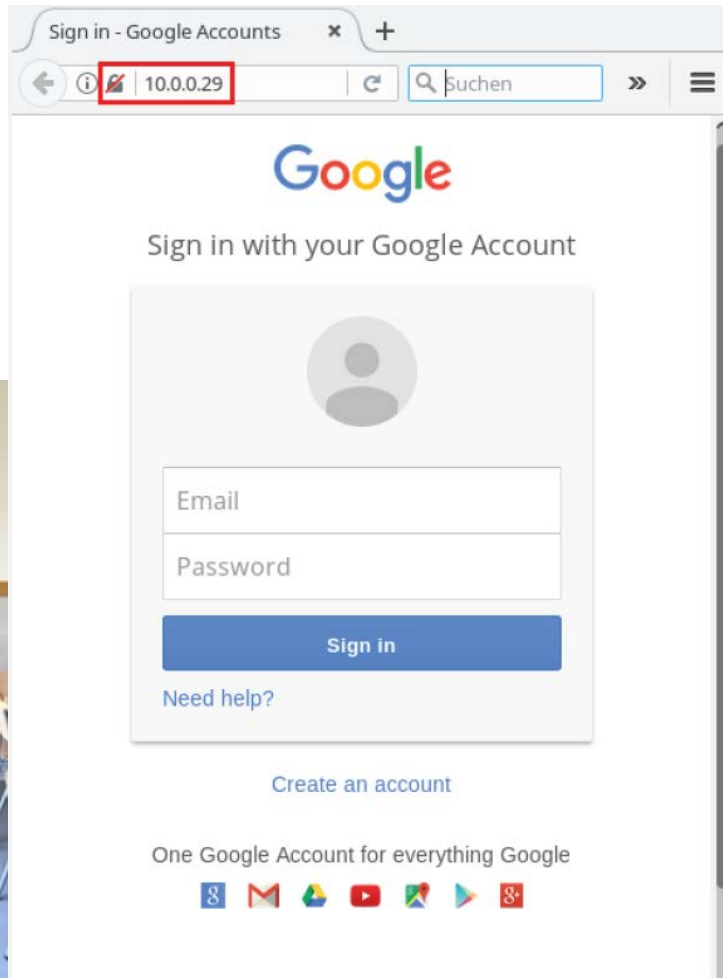 Sign in - Google Accounts
10.0.0.29
Suchen
Google
Sign in with your Google Account
Email
Password
Sign in
Need help?
Create an account
One Google Account for everything Google